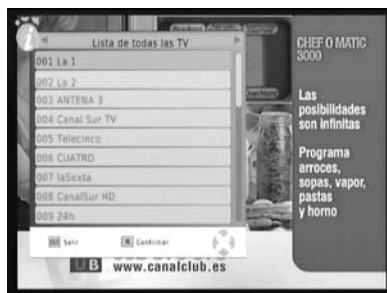 Lista de todas las TV
001 La 1
002 La 2
003 ANTENA 3
004 Canal Sur TV
005 Telecinco
006 CUATRO
007 laSexta
008 CanalSur HD
009 24h
Salir
Confirmar
CHEF O MATIC
3000
Las
posibilidades
son infinitas
Programa
arroces,
sopas, vapor,
pastas
y horno
UB
www.canalclub.es